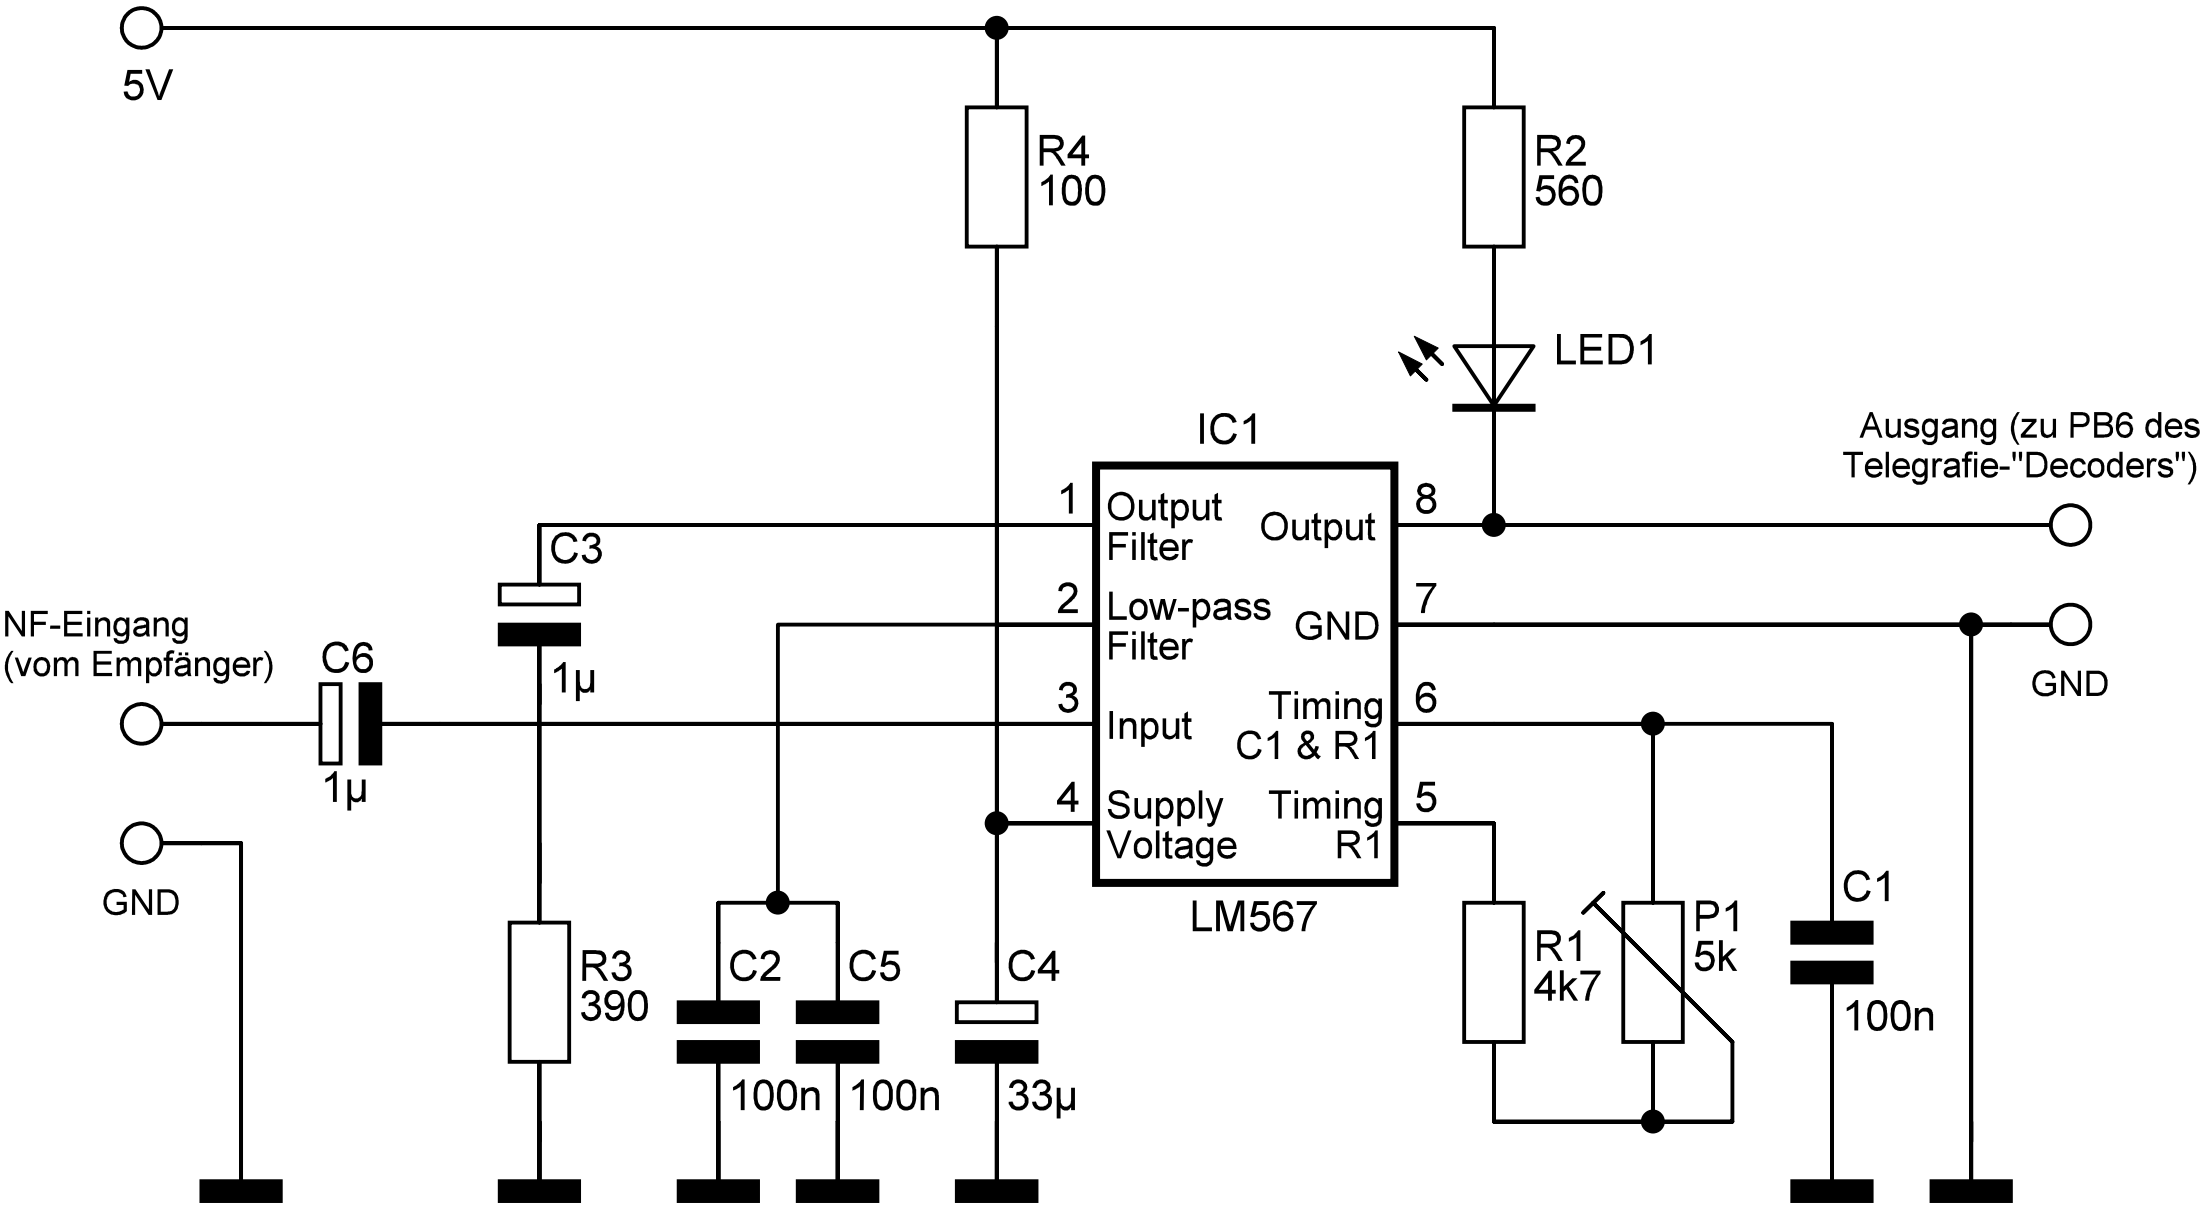 5V
R4
100
R2
560
LED1
IC1
Ausgang (zu PB6 des
Telegrafie-"Decoders")
1
Output
Filter
Output
8
C3
1µ
2
Low-pass
Filter
GND
7
GND
NF-Eingang
(vom Empfänger)
C6
1µ
3
Input
Timing
C1 & R1
6
4
Supply
Voltage
Timing
R1
5
GND
LM567
R3
390
C2
100n
C5
100n
C4
33µ
R1
4k7
P1
5k
C1
100n